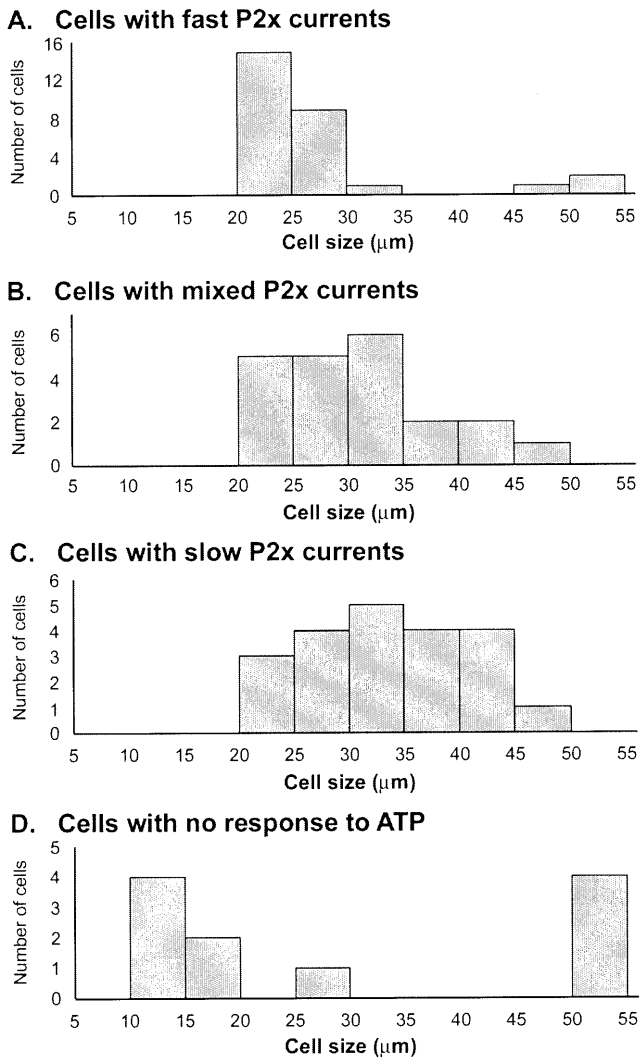 A. Cells with fast P2x currents
Number of cells
16
12
8
4
0
5 10 15 20 25 30 35 40 45 50 55
Cell size (μm)
B. Cells with mixed P2x currents
Number of cells
6
4
2
0
5 10 15 20 25 30 35 40 45 50 55
Cell size (μm)
C. Cells with slow P2x currents
Number of cells
6
5
4
3
2
1
0
5 10 15 20 25 30 35 40 45 50 55
Cell size (μm)
D. Cells with no response to ATP
Number of cells
5
4
3
2
1
0
5 10 15 20 25 30 35 40 45 50 55
Cell size (μm)